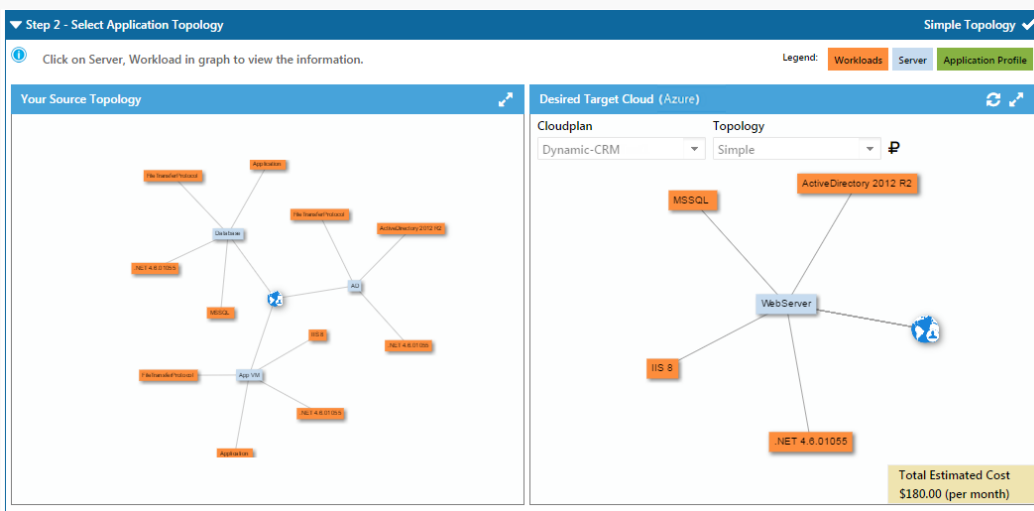 Step 2 - Select Application Topology
Simple Topology
Click on Server, Workload in graph to view the information.
Legend:
Workloads
Server
Application Profile
Your Source Topology
Application
FileTransferProtocol
Database
.NET 4.6.01055
MSSQL
FileTransferProtocol
ActiveDirectory 2012 R2
AD
.NET 4.6.01055
IIS 8
FileTransferProtocol
App VM
.NET 4.6.01055
Application
Desired Target Cloud (Azure)
Cloudplan
Topology
Dynamic-CRM
Simple
₽
ActiveDirectory 2012 R2
MSSQL
WebServer
IIS 8
.NET 4.6.01055
Total Estimated Cost
$180.00 (per month)